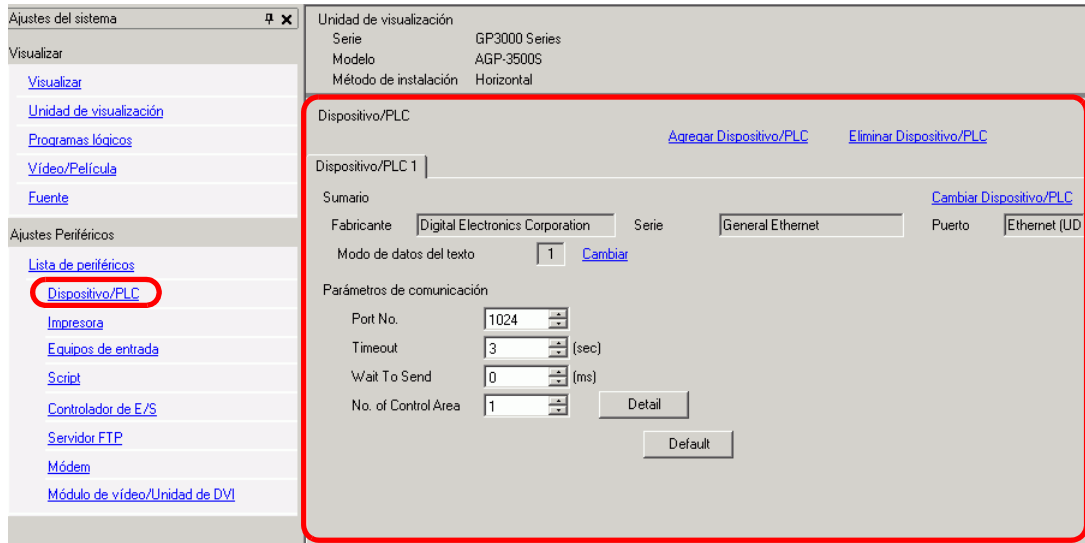 Ajustes del sistema
Visualizar
Visualizar
Unidad de visualización
Programas lógicos
Vídeo/Película
Fuente
Ajustes Periféricos
Lista de periféricos
Dispositivo/PLC
Impresora
Equipos de entrada
Script
Controlador de E/S
Servidor FTP
Módem
Módulo de vídeo/Unidad de DVI
Unidad de visualización
Serie GP3000 Series
Modelo AGP-3500S
Método de instalación Horizontal
Dispositivo/PLC
Agregar Dispositivo/PLC Eliminar Dispositivo/PLC
Dispositivo/PLC 1
Sumario Cambiar Dispositivo/PLC
Fabricante Digital Electronics Corporation Serie General Ethernet Puerto Ethernet (UD
Modo de datos del texto 1 Cambiar
Parámetros de comunicación
Port No. 1024
Timeout 3 (sec)
Wait To Send 0 (ms)
No. of Control Area 1 Detail
Default